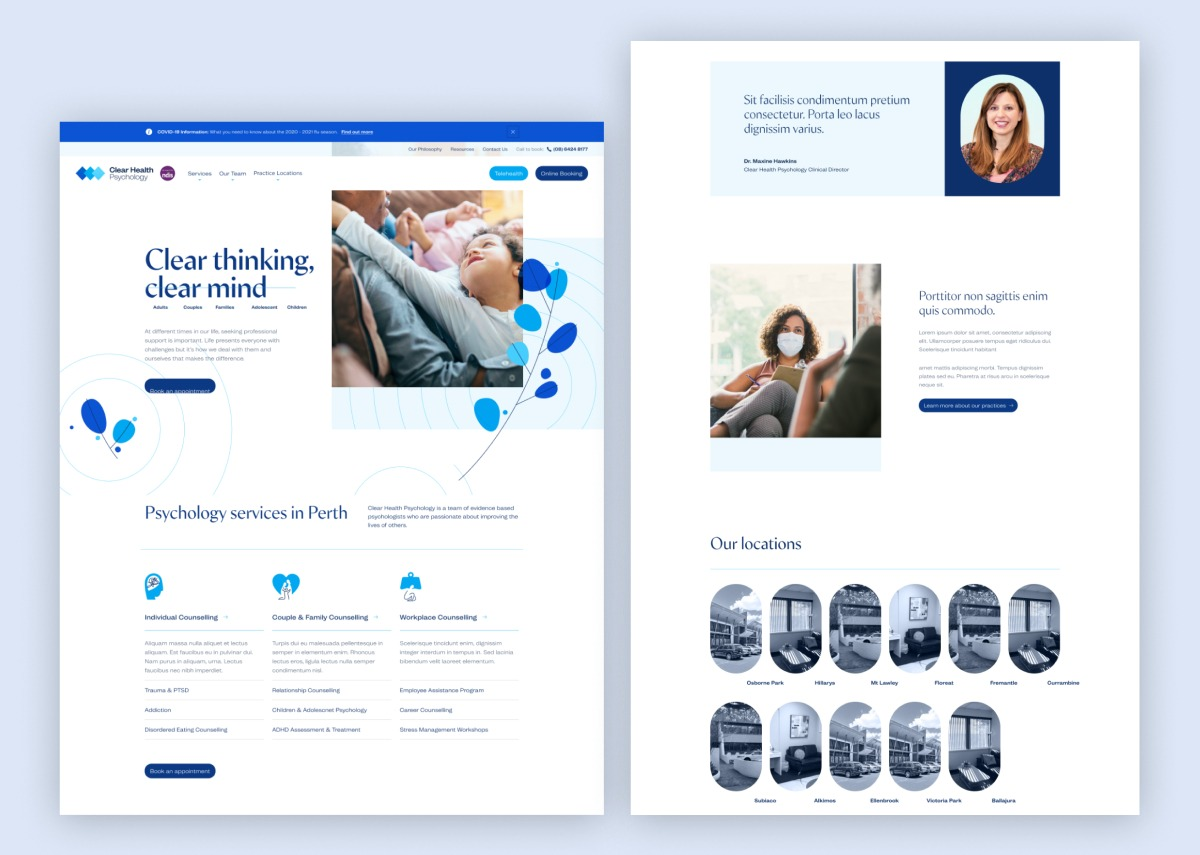 COVID-19 Information: What you need to know about the 2020 - 2021 flu season. Find out more
Our Philosophy Resources Contact Us Call to book: (08) 6424 8177
Clear Health
Psychology
ndis
Services Our Team Practice Locations
Telehealth Online Booking
Clear thinking,
clear mind
Adults Couples Families Adolescent Children
At different times in our life, seeking professional
support is important. Life presents everyone with
challenges but it's how we deal with them and
ourselves that makes the difference.
Book an appointment
Psychology services in Perth
Clear Health Psychology is a team of evidence based
psychologists who are passionate about improving the
lives of others.
Individual Counselling
Aliquam massa nulla aliquet et lectus
aliquam. Est faucibus eu in pulvinar dui.
Nam purus in aliquam, urna. Lectus
faucibus nec nibh imperdiet.
Trauma & PTSD
Addiction
Disordered Eating Counselling
Couple & Family Counselling
Turpis dui eu malesuada pellentesque in
semper in elementum enim. Rhoncus
lectus eros, ligula lectus nulla semper
condimentum nisl.
Relationship Counselling
Children & Adolescnet Psychology
ADHD Assessment & Treatment
Workplace Counselling
Scelerisque tincidunt enim, dignissim
integer interdum in tempus in. Sed lacinia
bibendum velit laoreet elementum.
Employee Assistance Program
Career Counselling
Stress Management Workshops
Book an appointment
Sit facilisis condimentum pretium
consectetur. Porta leo lacus
dignissim varius.
Dr. Maxine Hawkins
Clear Health Psychology Clinical Director
Porttitor non sagittis enim
quis commodo.
Lorem ipsum dolor sit amet, consectetur adipiscing
elit. Ullamcorper posuere tempus eget ridiculus dui.
Scelerisque tincidunt habitant
amet mattis adipiscing morbi. Tempus dignissim
platea sed eu. Pharetra at risus arcu in scelerisque
neque sit.
Learn more about our practices
Our locations
Osborne Park Hillarys Mt Lawley Floreat Fremantle Currambine
Subiaco Alkimos Ellenbrook Victoria Park Ballajura